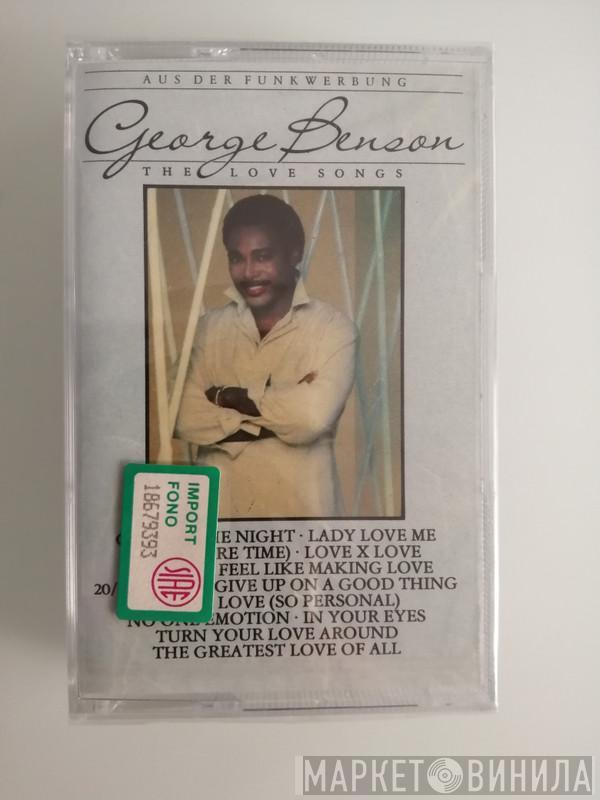 AUS DER FUNKWERBUNG
George Benson
THE LOVE SONGS
IMPORT
FONO
18679393
SIAE
NIGHT · LADY LOVE ME
TIME) · LOVE X LOVE
FEEL LIKE MAKING LOVE
20/ GIVE UP ON A GOOD THING
LOVE (SO PERSONAL)
NO ONE EMOTION · IN YOUR EYES
TURN YOUR LOVE AROUND
THE GREATEST LOVE OF ALL
МАРКЕТ ВИНИЛА